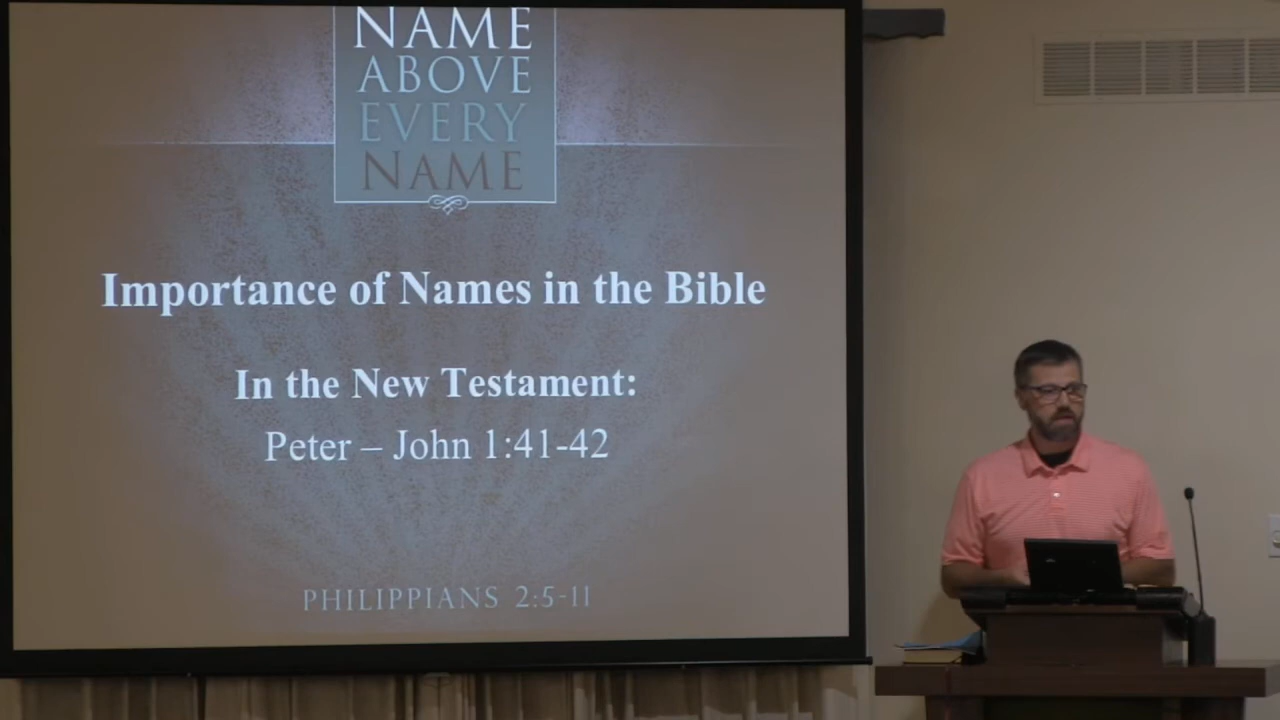 NAME
ABOVE
EVERY
NAME
Importance of Names in the Bible
In the New Testament:
Peter – John 1:41-42
PHILIPPIANS 2:5-11